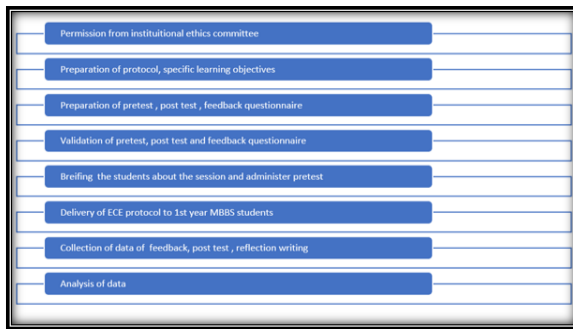 Permission from instituitional ethics committee
Preparation of protocol, specific learning objectives
Preparation of pretest , post test , feedback questionnaire
Validation of pretest, post test and feedback questionnaire
Breifing the students about the session and administer pretest
Delivery of ECE protocol to 1st year MBBS students
Collection of data of feedback, post test , reflection writing
Analysis of data